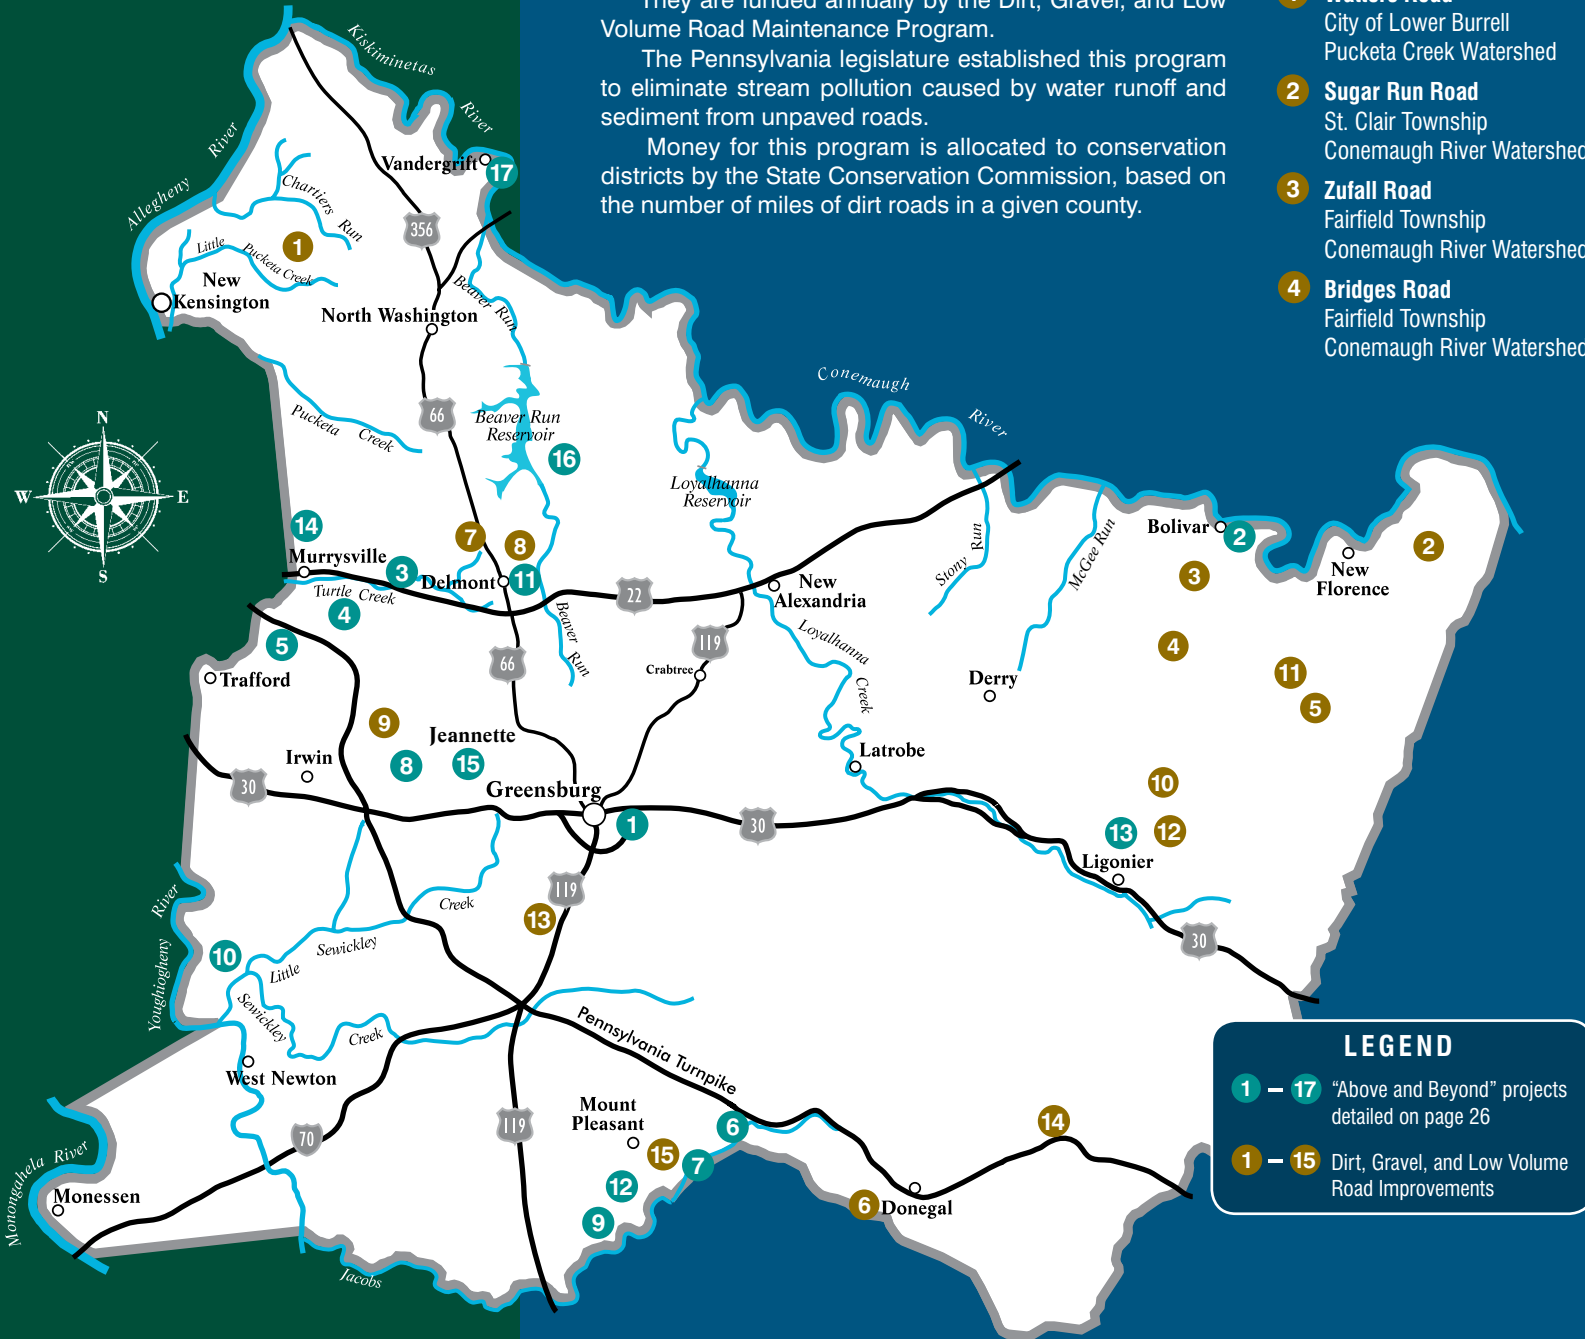 They are funded annually by the Dirt, Gravel, and Low
Volume Road Maintenance Program.
The Pennsylvania legislature established this program
to eliminate stream pollution caused by water runoff and
sediment from unpaved roads.
Money for this program is allocated to conservation
districts by the State Conservation Commission, based on
the number of miles of dirt roads in a given county.
City of Lower Burrell
Pucketa Creek Watershed
2 Sugar Run Road
St. Clair Township
Conemaugh River Watershed
3 Zufall Road
Fairfield Township
Conemaugh River Watershed
4 Bridges Road
Fairfield Township
Conemaugh River Watershed
Kiskiminetas
River
Allegheny
River
Vandergrift
17
Chartiers
Run
356
1
Little
Pucketa Creek
New
Kensington
Beaver Run
North Washington
Conemaugh
River
N
W
E
S
Pucketa
Creek
66
Beaver Run
Reservoir
16
Loyalhanna
Reservoir
14
Murrysville
3
7
8
Delmont
11
Turtle Creek
4
5
22
Beaver
Run
New
Alexandria
Stony
Run
McGee Run
Bolivar
2
3
New
Florence
2
119
66
Crabtree
Loyalhanna
Creek
Derry
4
11
5
Trafford
9
Jeannette
8
15
Irwin
30
Greensburg
1
30
Latrobe
10
13
12
Ligonier
30
119
13
Creek
Sewickley
Little
10
River
Youghiogheny
Sewickley
Creek
West Newton
Pennsylvania Turnpike
70
119
Mount
Pleasant
6
15
7
12
9
14
6
Donegal
Monongahela River
Monessen
Jacobs
LEGEND
1 – 17 “Above and Beyond” projects
detailed on page 26
1 – 15 Dirt, Gravel, and Low Volume
Road Improvements